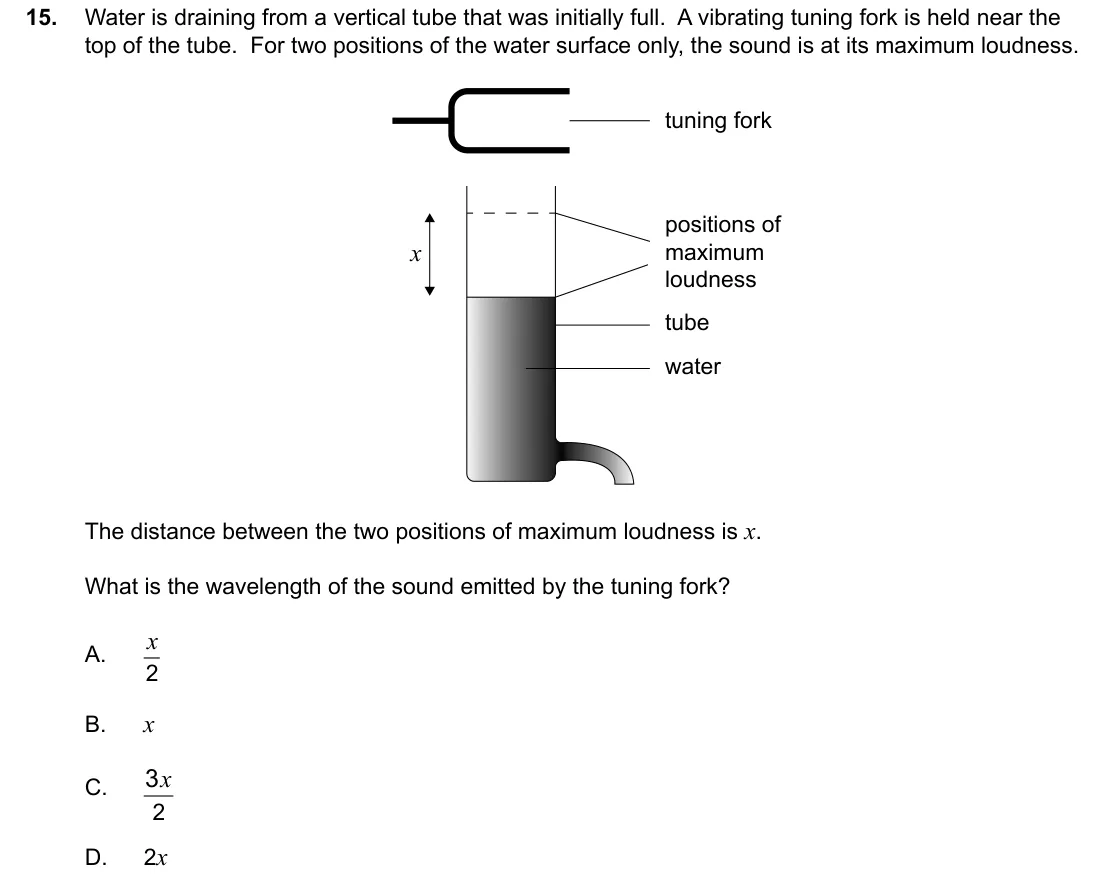 15. Water is draining from a vertical tube that was initially full. A vibrating tuning fork is held near the
top of the tube. For two positions of the water surface only, the sound is at its maximum loudness.
tuning fork
x
positions of
maximum
loudness
tube
water
The distance between the two positions of maximum loudness is x.
What is the wavelength of the sound emitted by the tuning fork?
A. x/2
B. x
C. 3x/2
D. 2x